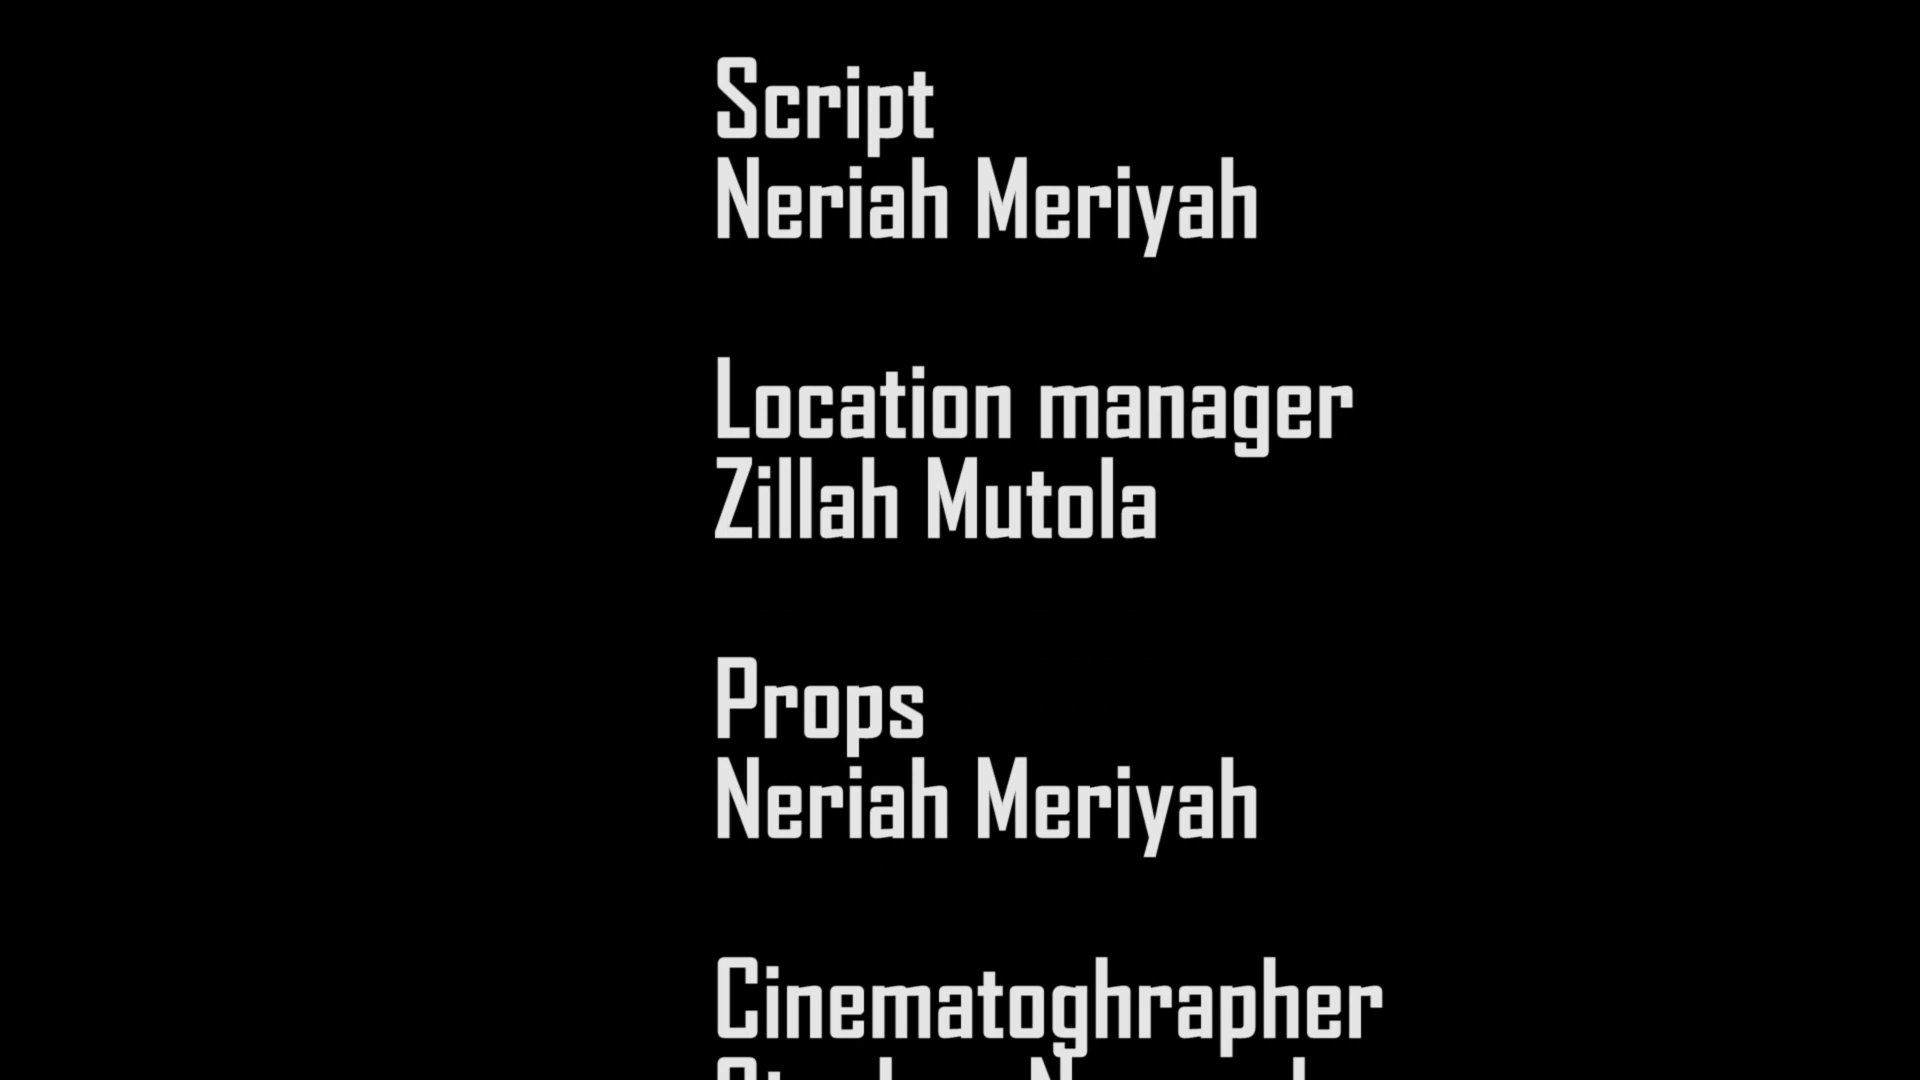 Script
Neriah Meriyah
Location manager
Zillah Mutola
Props
Neriah Meriyah
Cinematoghrapher